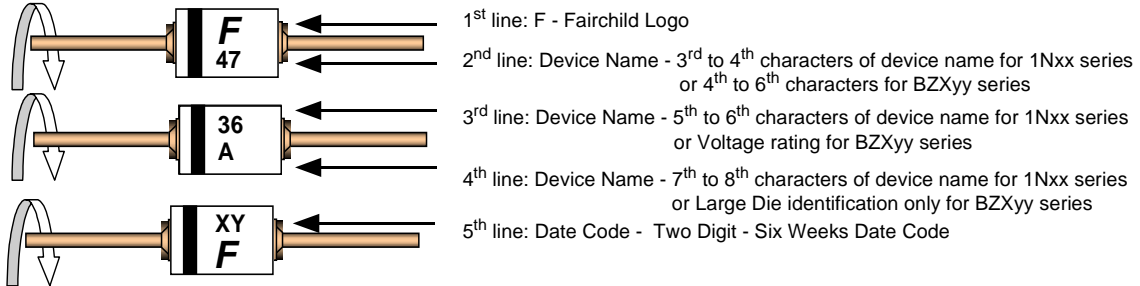 F
47
36
A
XY
F
1st line: F - Fairchild Logo
2nd line: Device Name - 3rd to 4th characters of device name for 1Nxx series
or 4th to 6th characters for BZXyy series
3rd line: Device Name - 5th to 6th characters of device name for 1Nxx series
or Voltage rating for BZXyy series
4th line: Device Name - 7th to 8th characters of device name for 1Nxx series
or Large Die identification only for BZXyy series
5th line: Date Code - Two Digit - Six Weeks Date Code